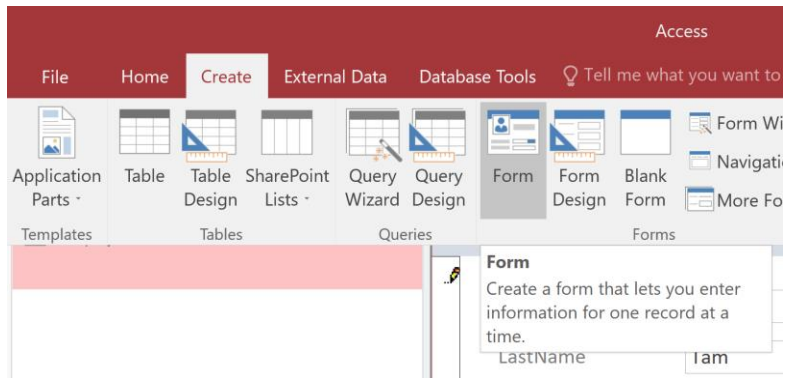 Access
File Home Create External Data Database Tools Tell me what you want to
Application Parts
Table
Table Design
SharePoint Lists
Query Wizard
Query Design
Form
Form Design
Blank Form
Form Wi
Navigati
More Fo
Templates Tables Queries Forms
Form
Create a form that lets you enter
information for one record at a
time.
LastName Tam